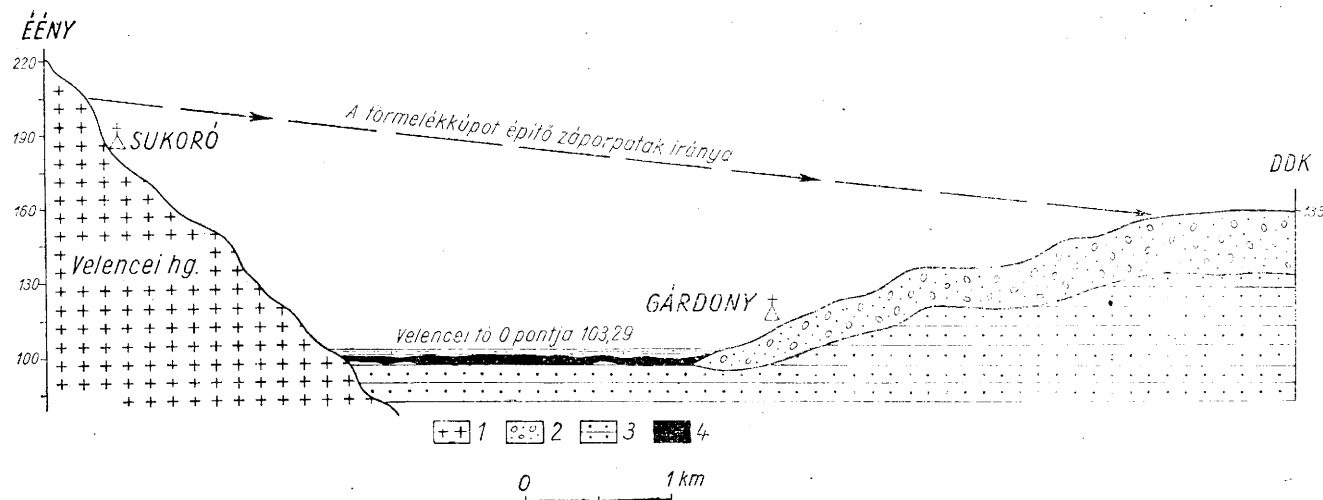 ÉÉNY
220
190
160
130
100
SUKORÓ
Velencei hg.
A törmelékkúpot építő záporpatak iránya
DDK
GÁRDONY
Velencei tó 0 pontja 103,29
1 2 3 4
0 1 km